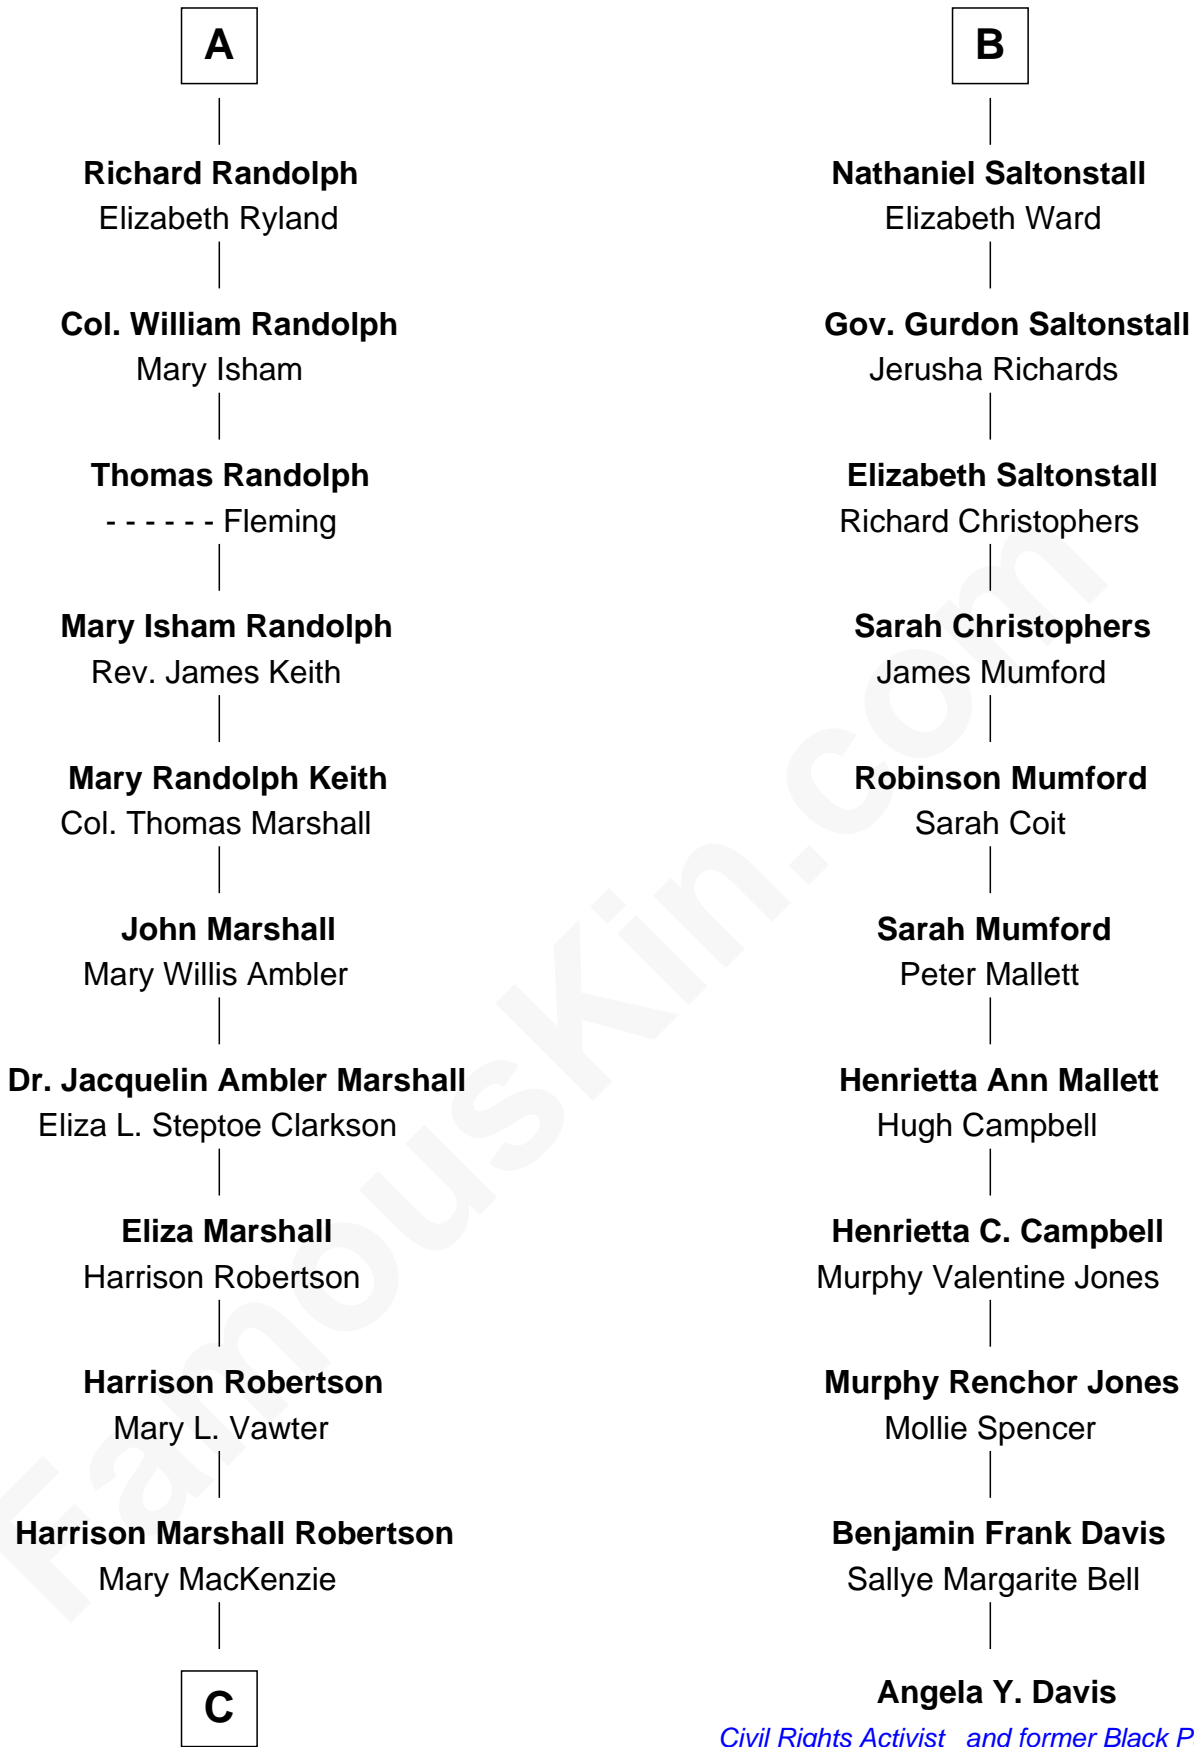 A
Richard Randolph
Elizabeth Ryland
Col. William Randolph
Mary Isham
Thomas Randolph
- - - - - - Fleming
Mary Isham Randolph
Rev. James Keith
Mary Randolph Keith
Col. Thomas Marshall
John Marshall
Mary Willis Ambler
Dr. Jacquelin Ambler Marshall
Eliza L. Steptoe Clarkson
Eliza Marshall
Harrison Robertson
Harrison Robertson
Mary L. Vawter
Harrison Marshall Robertson
Mary MacKenzie
C
B
Nathaniel Saltonstall
Elizabeth Ward
Gov. Gurdon Saltonstall
Jerusha Richards
Elizabeth Saltonstall
Richard Christophers
Sarah Christophers
James Mumford
Robinson Mumford
Sarah Coit
Sarah Mumford
Peter Mallett
Henrietta Ann Mallett
Hugh Campbell
Henrietta C. Campbell
Murphy Valentine Jones
Murphy Renchor Jones
Mollie Spencer
Benjamin Frank Davis
Sallye Margarite Bell
Angela Y. Davis
Civil Rights Activist and former Black P
FamousKin.com